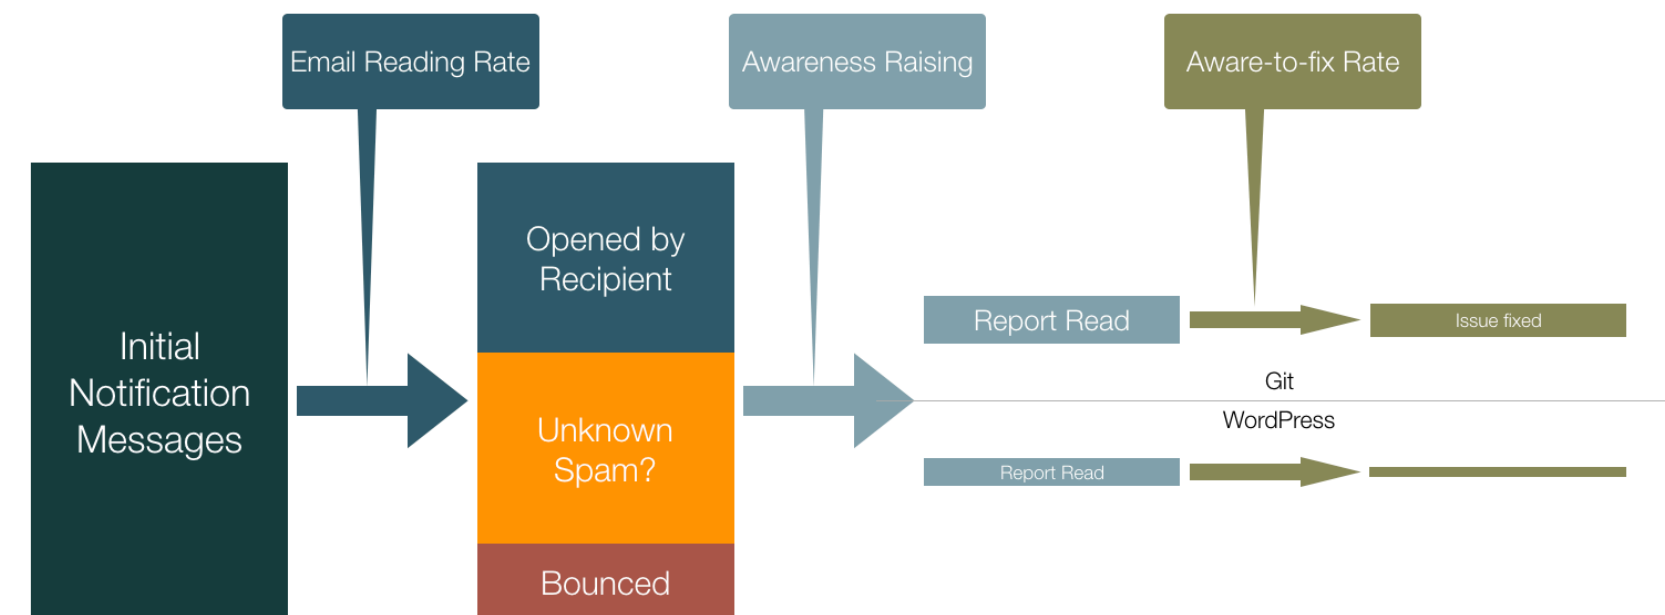 Email Reading Rate
Awareness Raising
Aware-to-fix Rate
Initial
Notification
Messages
Opened by
Recipient
Unknown
Spam?
Bounced
Report Read
Issue fixed
Git
WordPress
Report Read